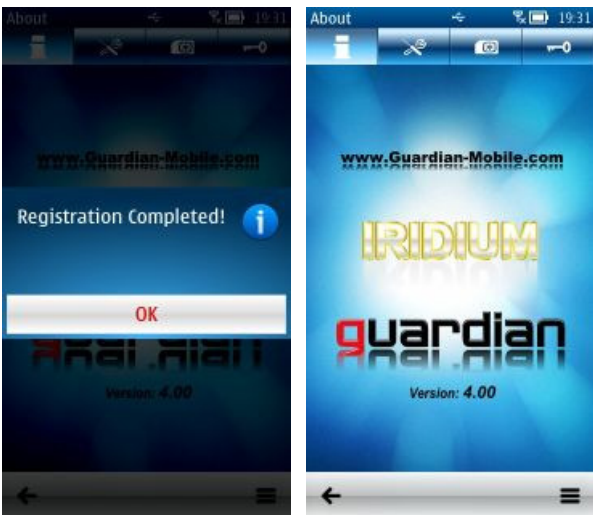 About 19:31
www.Guardian-Mobile.com
Registration Completed!
OK
guardian
Version: 4.00
About 19:31
www.Guardian-Mobile.com
IRIDIUM
guardian
Version: 4.00